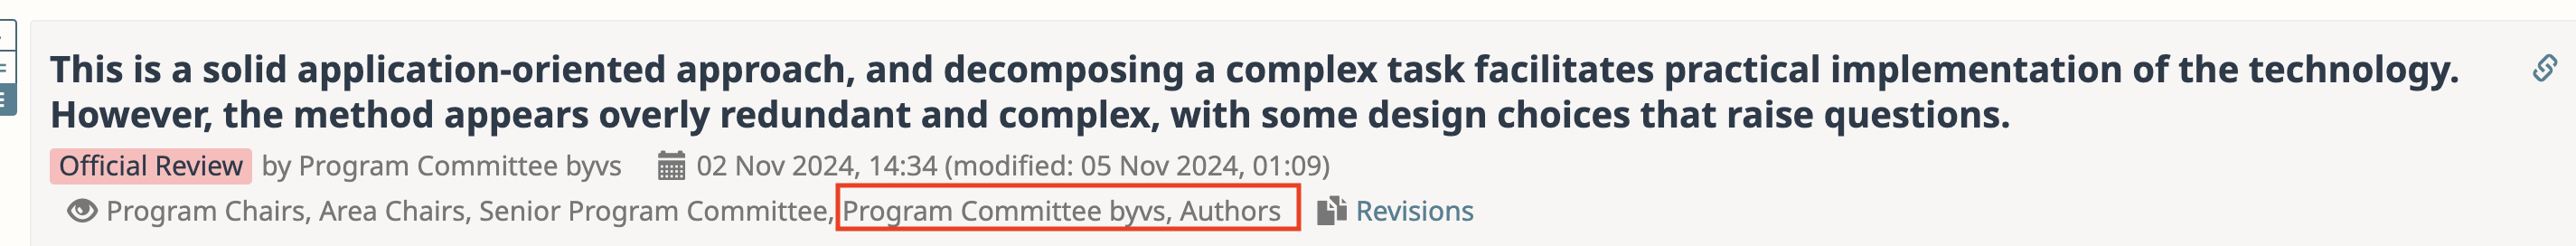 This is a solid application-oriented approach, and decomposing a complex task facilitates practical implementation of the technology.
However, the method appears overly redundant and complex, with some design choices that raise questions.
Official Review by Program Committee byvs 02 Nov 2024, 14:34 (modified: 05 Nov 2024, 01:09)
Program Chairs, Area Chairs, Senior Program Committee, Program Committee byvs, Authors Revisions